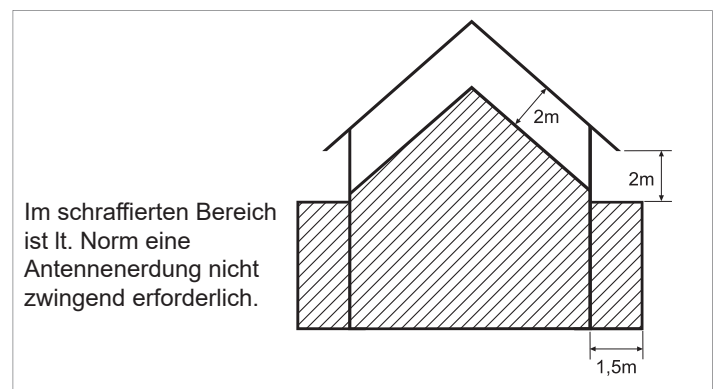 2m
2m
Im schraffierten Bereich
ist lt. Norm eine
Antennenerdung nicht
zwingend erforderlich.
1,5m